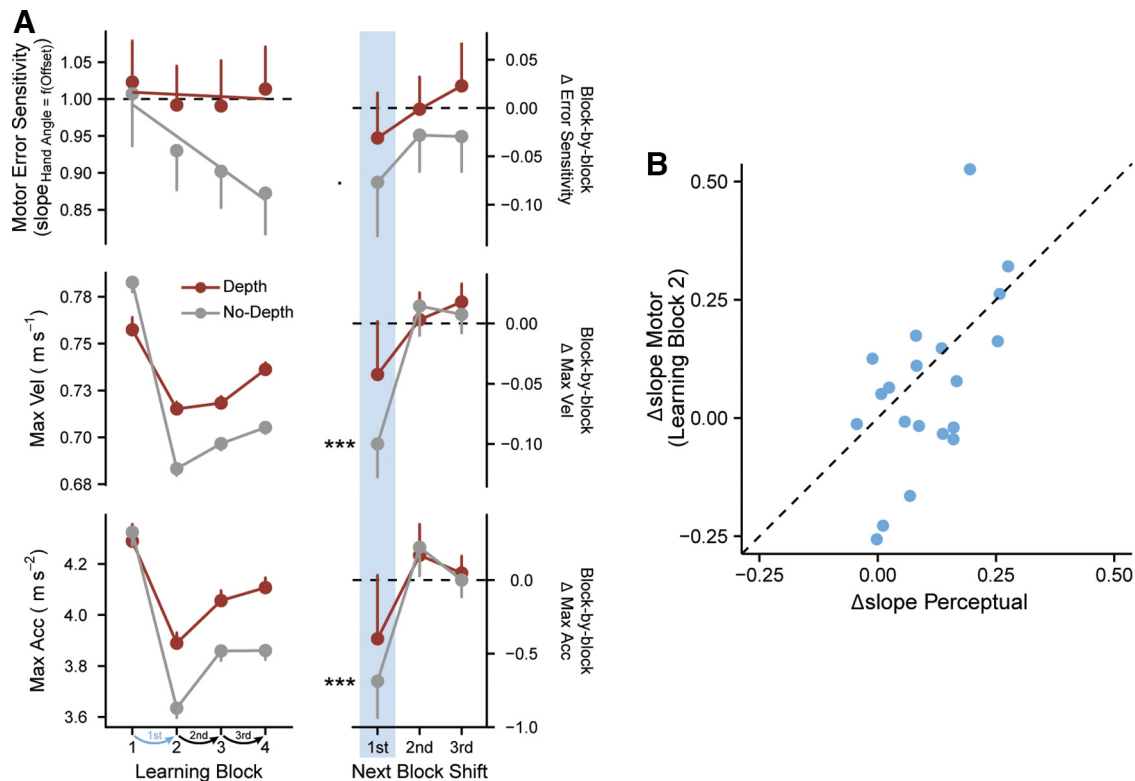 A
Motor Error Sensitivity
(slope Hand Angle = f(Offset))
1.05
1.00
0.95
0.90
0.85
0.05
0.00
−0.05
−0.10
Block-by-block
Δ Error Sensitivity
.
Max Vel ( m s−1)
0.78
0.75
0.73
0.70
0.68
Depth
No-Depth
***
0.00
−0.05
−0.10
Block-by-block
Δ Max Vel
Max Acc ( m s−2)
4.2
4.0
3.8
3.6
***
0.0
−0.5
−1.0
Block-by-block
Δ Max Acc
1st 2nd 3rd
1 2 3 4
Learning Block
1st 2nd 3rd
Next Block Shift
B
Δslope Motor
(Learning Block 2)
0.50
0.25
0.00
−0.25
−0.25 0.00 0.25 0.50
Δslope Perceptual